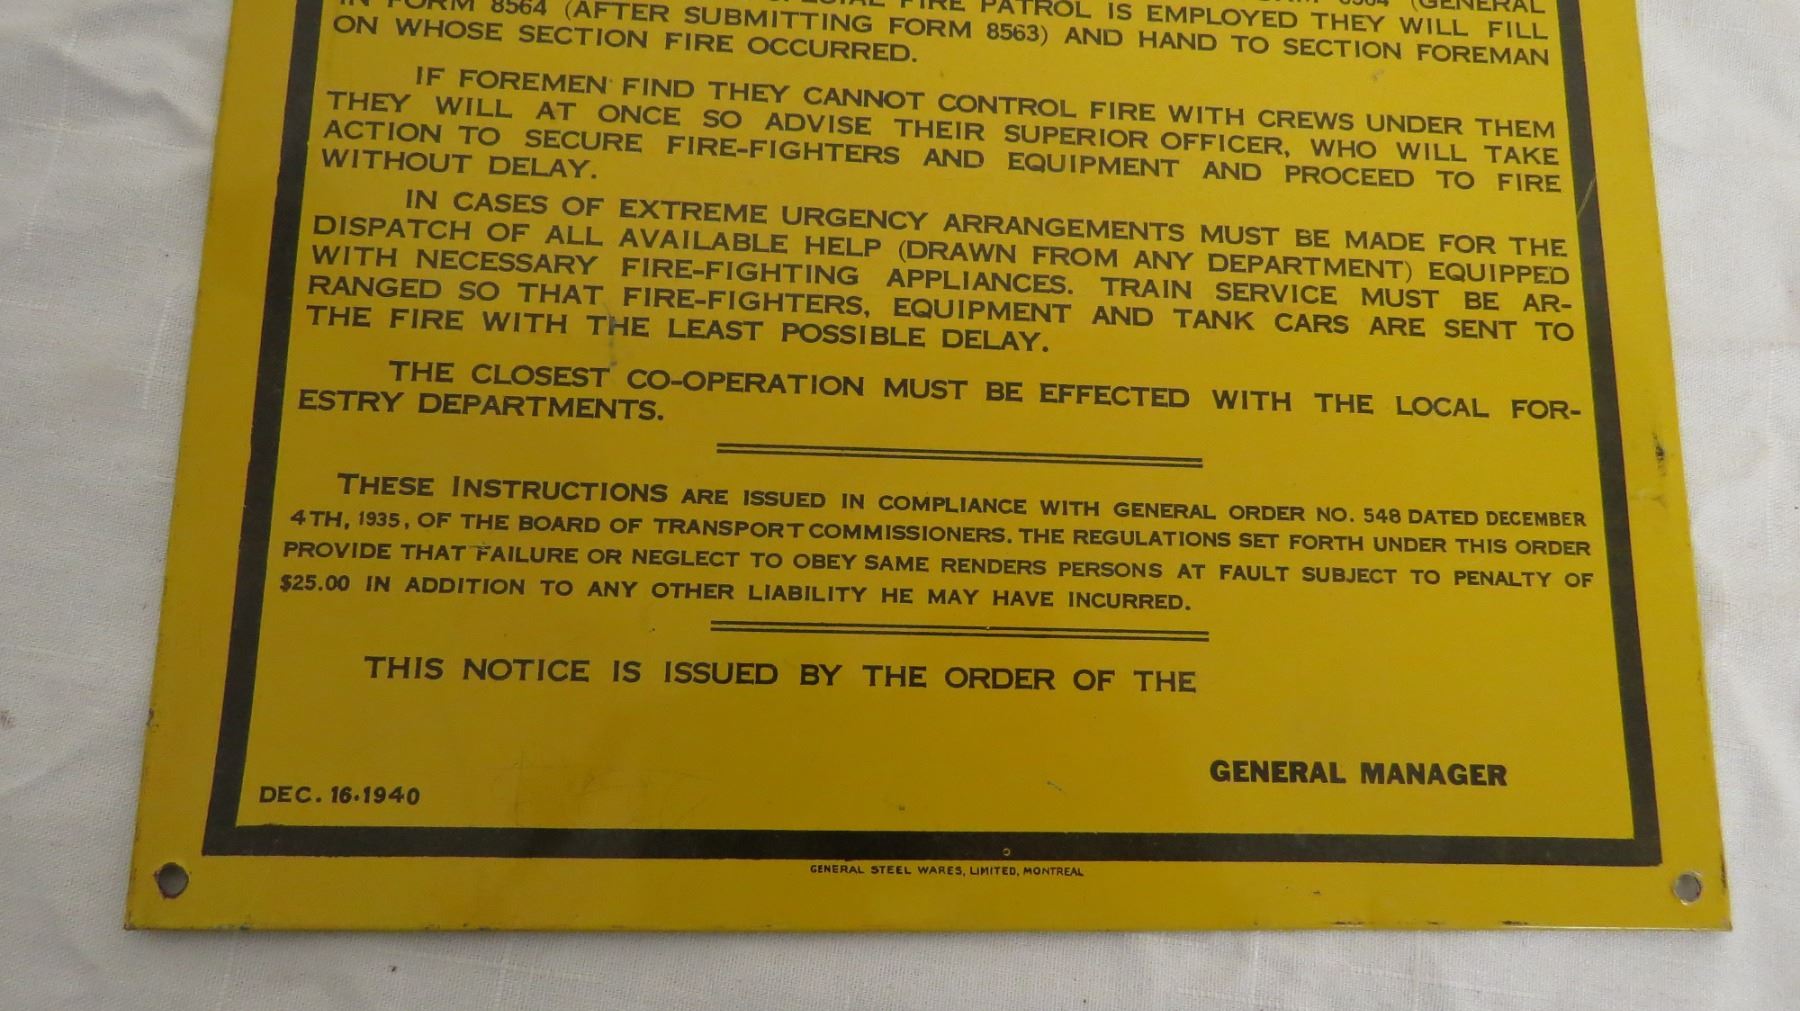 SPECIAL FIRE PATROL IS EMPLOYED THEY WILL FILL
IN FORM 8564 (AFTER SUBMITTING FORM 8563) AND HAND TO SECTION FOREMAN
ON WHOSE SECTION FIRE OCCURRED.
IF FOREMEN FIND THEY CANNOT CONTROL FIRE WITH CREWS UNDER THEM
THEY WILL AT ONCE SO ADVISE THEIR SUPERIOR OFFICER, WHO WILL TAKE
ACTION TO SECURE FIRE-FIGHTERS AND EQUIPMENT AND PROCEED TO FIRE
WITHOUT DELAY.
IN CASES OF EXTREME URGENCY ARRANGEMENTS MUST BE MADE FOR THE
DISPATCH OF ALL AVAILABLE HELP (DRAWN FROM ANY DEPARTMENT) EQUIPPED
WITH NECESSARY FIRE-FIGHTING APPLIANCES. TRAIN SERVICE MUST BE AR-
RANGED SO THAT FIRE-FIGHTERS, EQUIPMENT AND TANK CARS ARE SENT TO
THE FIRE WITH THE LEAST POSSIBLE DELAY.
THE CLOSEST CO-OPERATION MUST BE EFFECTED WITH THE LOCAL FOR-
ESTRY DEPARTMENTS.
THESE INSTRUCTIONS ARE ISSUED IN COMPLIANCE WITH GENERAL ORDER NO. 548 DATED DECEMBER
4TH, 1935, OF THE BOARD OF TRANSPORT COMMISSIONERS. THE REGULATIONS SET FORTH UNDER THIS ORDER
PROVIDE THAT FAILURE OR NEGLECT TO OBEY SAME RENDERS PERSONS AT FAULT SUBJECT TO PENALTY OF
$25.00 IN ADDITION TO ANY OTHER LIABILITY HE MAY HAVE INCURRED.
THIS NOTICE IS ISSUED BY THE ORDER OF THE
GENERAL MANAGER
DEC. 16.1940
GENERAL STEEL WARES, LIMITED, MONTREAL